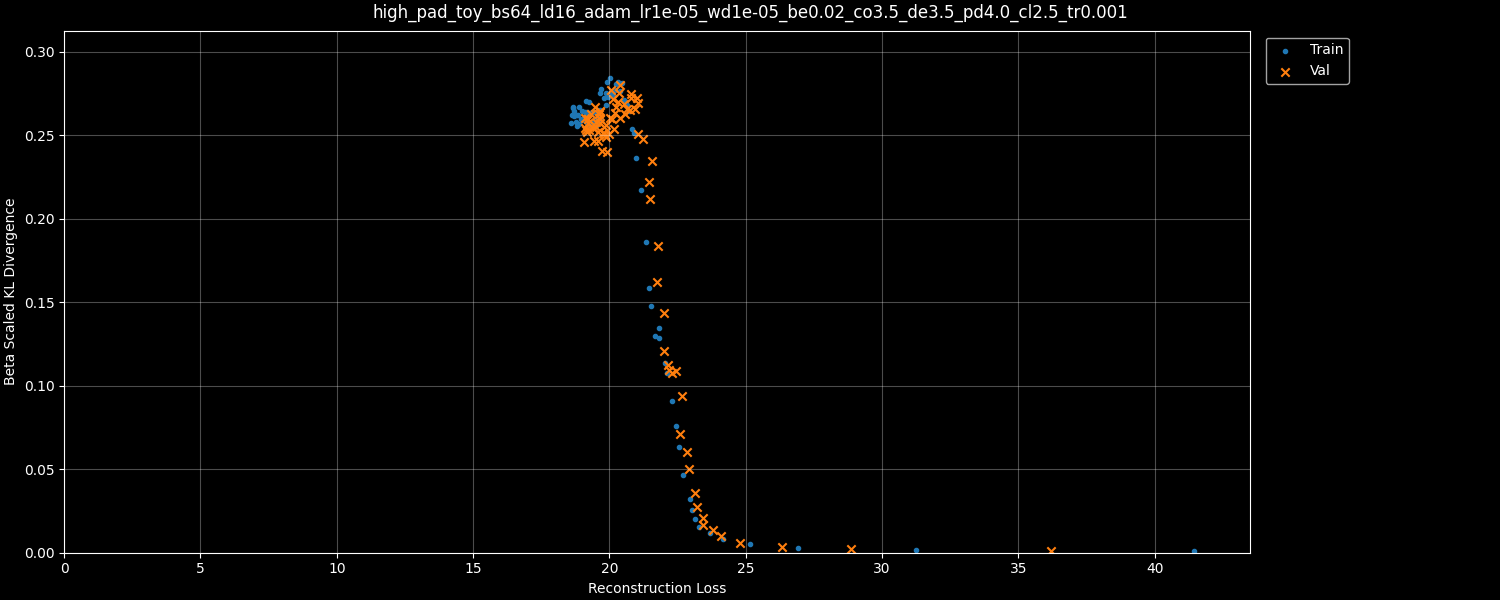 high_pad_toy_bs64_ld16_adam_lr1e-05_wd1e-05_be0.02_co3.5_de3.5_pd4.0_cl2.5_tr0.001
Train
Val
Beta Scaled KL Divergence
0.30
0.25
0.20
0.15
0.10
0.05
0.00
0 5 10 15 20 25 30 35 40
Reconstruction Loss